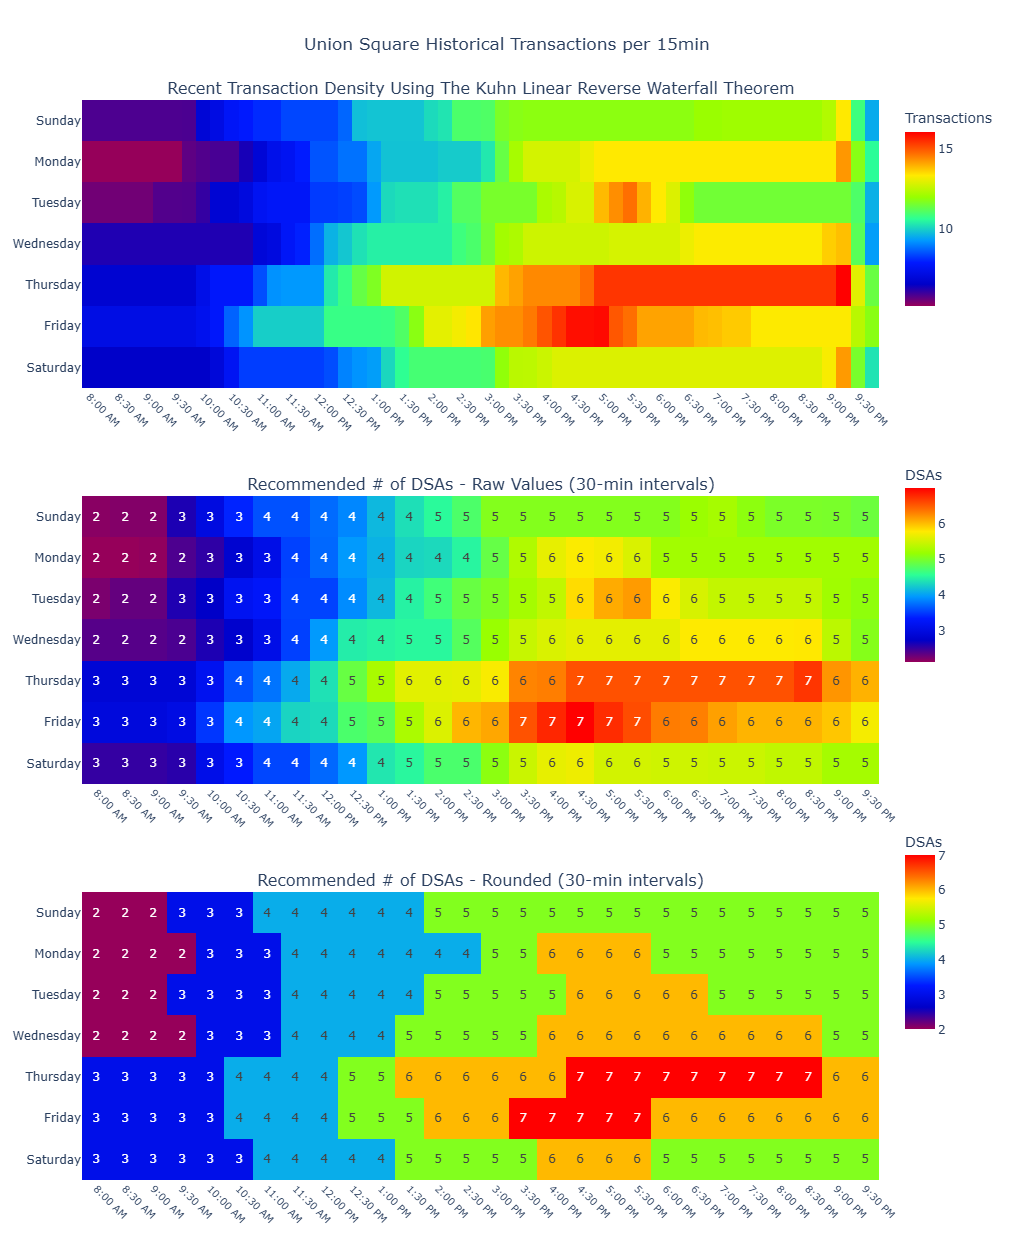 Union Square Historical Transactions per 15min
Recent Transaction Density Using The Kuhn Linear Reverse Waterfall Theorem
Transactions
15
10
Sunday
Monday
Tuesday
Wednesday
Thursday
Friday
Saturday
8:00 AM 8:30 AM 9:00 AM 9:30 AM 10:00 AM 10:30 AM 11:00 AM 11:30 AM 12:00 PM 12:30 PM 1:00 PM 1:30 PM 2:00 PM 2:30 PM 3:00 PM 3:30 PM 4:00 PM 4:30 PM 5:00 PM 5:30 PM 6:00 PM 6:30 PM 7:00 PM 7:30 PM 8:00 PM 8:30 PM 9:00 PM 9:30 PM
Recommended # of DSAs - Raw Values (30-min intervals)
DSAs
6
5
4
3
Sunday 2 2 2 3 3 3 4 4 4 4 4 4 5 5 5 5 5 5 5 5 5 5 5 5 5 5 5 5
Monday 2 2 2 2 3 3 3 4 4 4 4 4 4 4 5 5 6 6 6 6 5 5 5 5 5 5 5 5
Tuesday 2 2 2 3 3 3 3 4 4 4 4 4 5 5 5 5 5 6 6 6 6 6 5 5 5 5 5 5
Wednesday 2 2 2 2 3 3 3 4 4 4 4 5 5 5 5 5 6 6 6 6 6 6 6 6 6 6 5 5
Thursday 3 3 3 3 3 4 4 4 4 5 5 6 6 6 6 6 6 7 7 7 7 7 7 7 7 7 6 6
Friday 3 3 3 3 3 4 4 4 4 5 5 5 6 6 6 7 7 7 7 7 6 6 6 6 6 6 6 6
Saturday 3 3 3 3 3 3 4 4 4 4 4 5 5 5 5 5 6 6 6 6 5 5 5 5 5 5 5 5
8:00 AM 8:30 AM 9:00 AM 9:30 AM 10:00 AM 10:30 AM 11:00 AM 11:30 AM 12:00 PM 12:30 PM 1:00 PM 1:30 PM 2:00 PM 2:30 PM 3:00 PM 3:30 PM 4:00 PM 4:30 PM 5:00 PM 5:30 PM 6:00 PM 6:30 PM 7:00 PM 7:30 PM 8:00 PM 8:30 PM 9:00 PM 9:30 PM
Recommended # of DSAs - Rounded (30-min intervals)
DSAs
7
6
5
4
3
2
Sunday 2 2 2 3 3 3 4 4 4 4 4 4 5 5 5 5 5 5 5 5 5 5 5 5 5 5 5 5
Monday 2 2 2 2 3 3 3 4 4 4 4 4 4 4 5 5 6 6 6 6 5 5 5 5 5 5 5 5
Tuesday 2 2 2 3 3 3 3 4 4 4 4 4 5 5 5 5 5 6 6 6 6 6 5 5 5 5 5 5
Wednesday 2 2 2 2 3 3 3 4 4 4 4 5 5 5 5 5 6 6 6 6 6 6 6 6 6 6 5 5
Thursday 3 3 3 3 3 4 4 4 4 5 5 6 6 6 6 6 6 7 7 7 7 7 7 7 7 7 6 6
Friday 3 3 3 3 3 4 4 4 4 5 5 5 6 6 6 7 7 7 7 7 6 6 6 6 6 6 6 6
Saturday 3 3 3 3 3 3 4 4 4 4 4 5 5 5 5 5 6 6 6 6 5 5 5 5 5 5 5 5
8:00 AM 8:30 AM 9:00 AM 9:30 AM 10:00 AM 10:30 AM 11:00 AM 11:30 AM 12:00 PM 12:30 PM 1:00 PM 1:30 PM 2:00 PM 2:30 PM 3:00 PM 3:30 PM 4:00 PM 4:30 PM 5:00 PM 5:30 PM 6:00 PM 6:30 PM 7:00 PM 7:30 PM 8:00 PM 8:30 PM 9:00 PM 9:30 PM